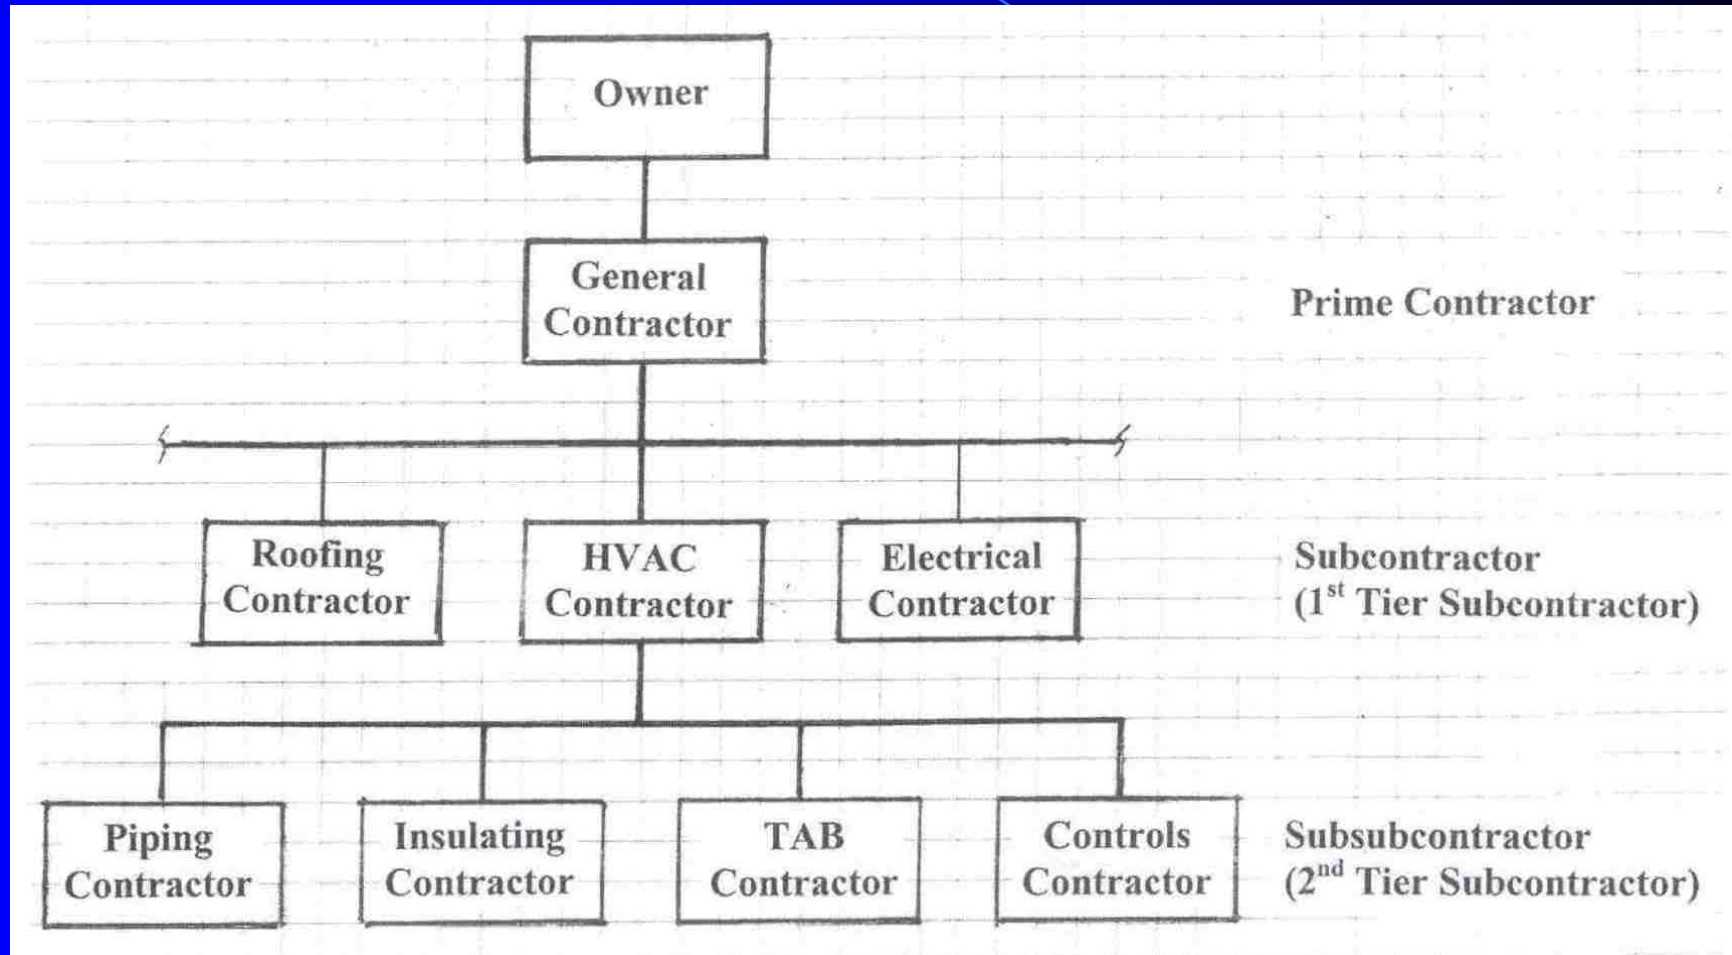 Owner
General
Contractor
Prime Contractor
Roofing
Contractor
HVAC
Contractor
Electrical
Contractor
Subcontractor
(1st Tier Subcontractor)
Piping
Contractor
Insulating
Contractor
TAB
Contractor
Controls
Contractor
Subsubcontractor
(2nd Tier Subcontractor)